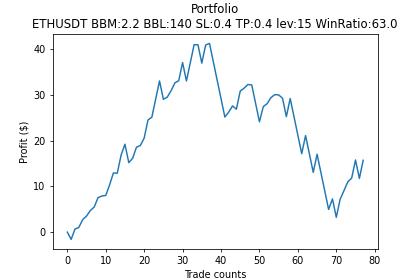 Portfolio
ETHUSDT BBM:2.2 BBL:140 SL:0.4 TP:0.4 lev:15 WinRatio:63.0
40
30
20
10
0
Profit ($)
0 10 20 30 40 50 60 70 80
Trade counts